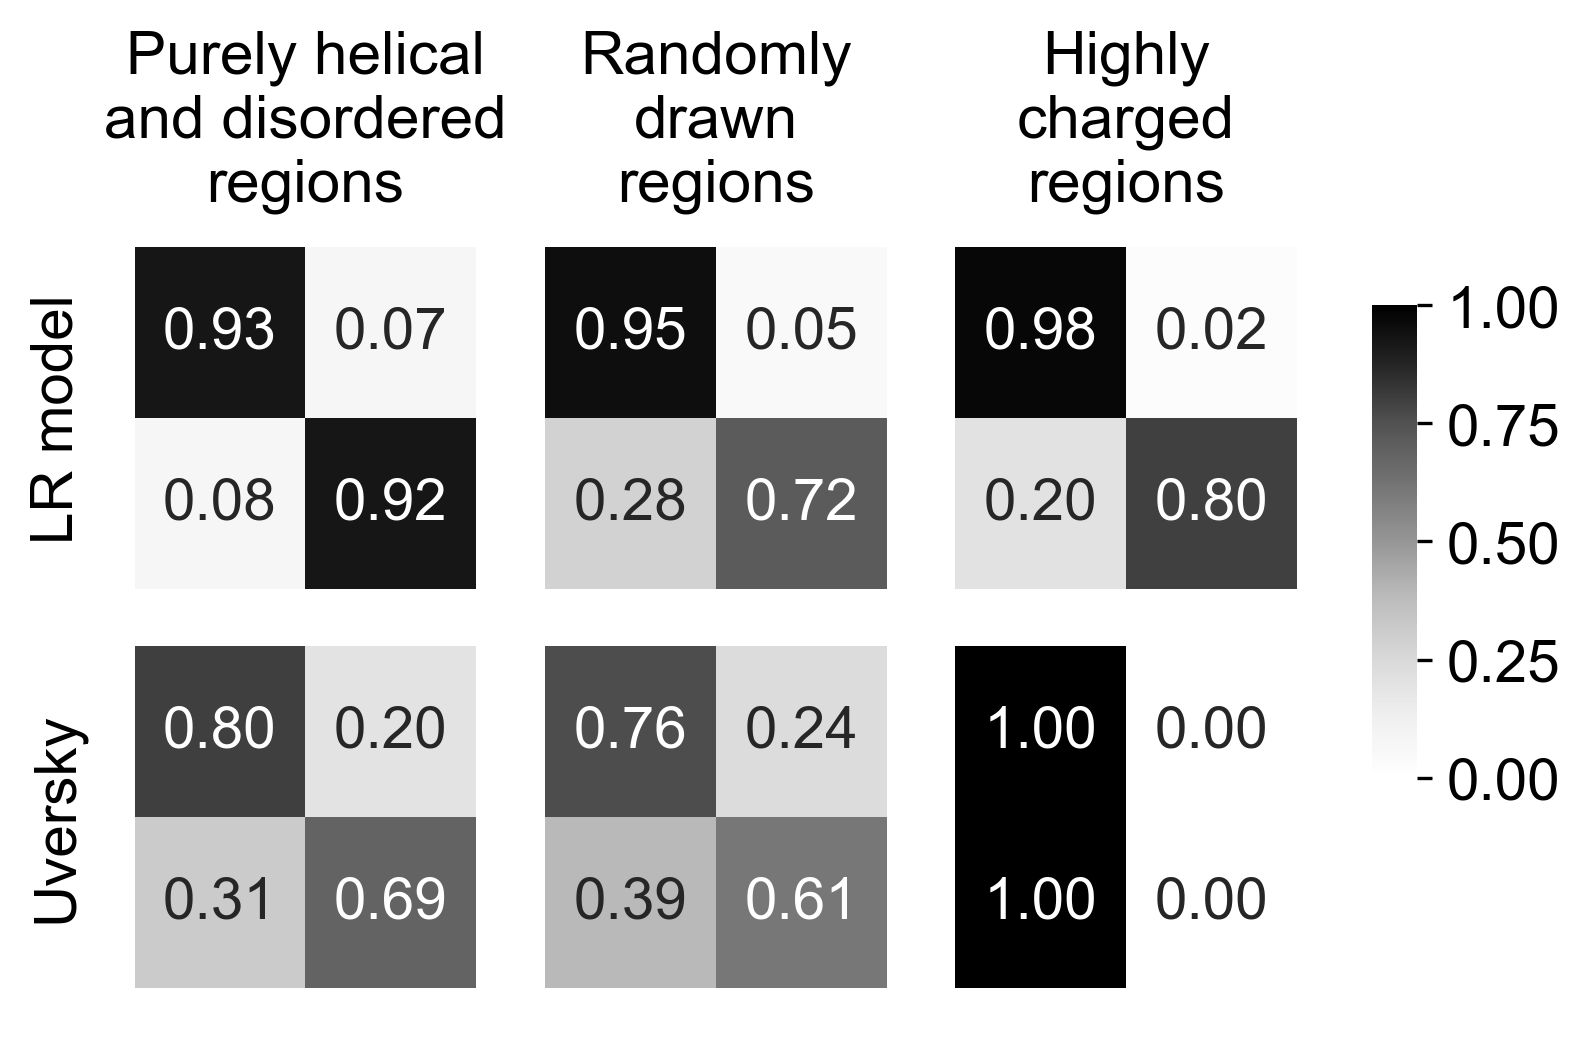 Purely helical
and disordered
regions
Randomly
drawn
regions
Highly
charged
regions
LR model
0.93 0.07
0.08 0.92
0.95 0.05
0.28 0.72
0.98 0.02
0.20 0.80
Uversky
0.80 0.20
0.31 0.69
0.76 0.24
0.39 0.61
1.00 0.00
1.00 0.00
1.00
0.75
0.50
0.25
0.00